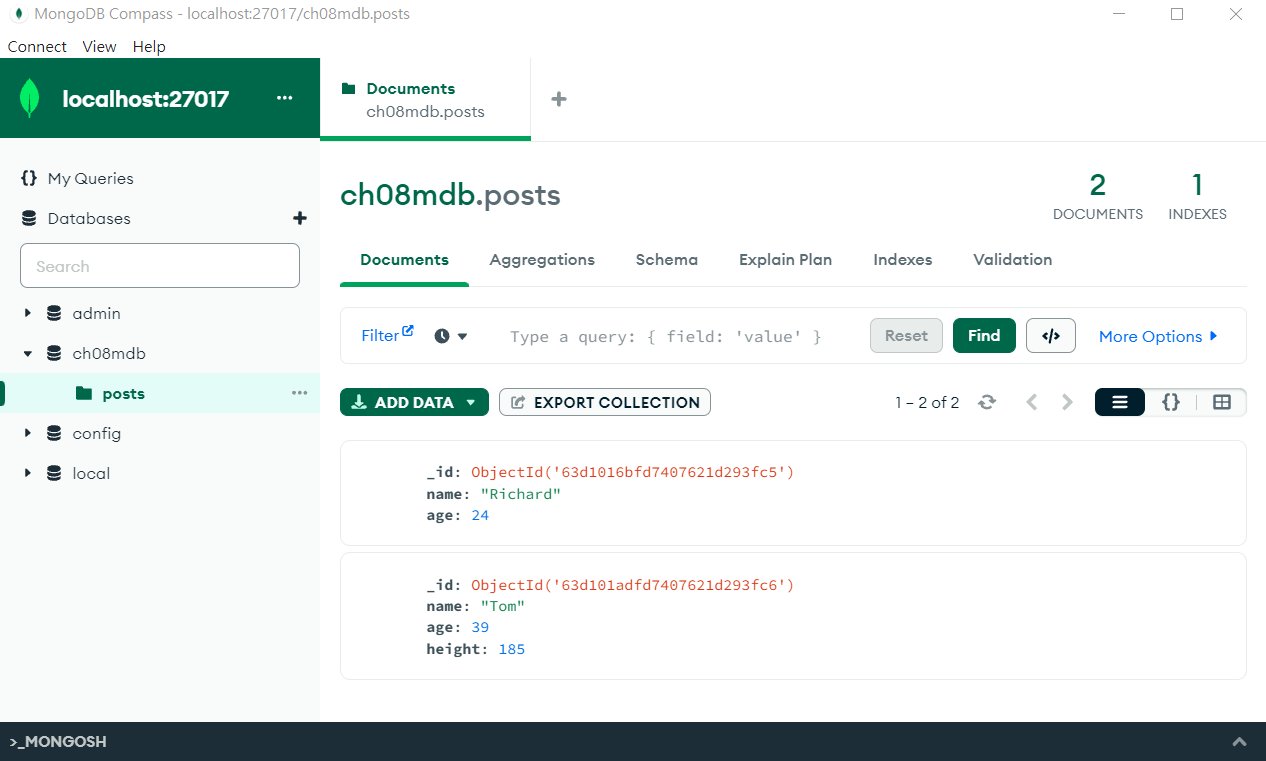 MongoDB Compass - localhost:27017/ch08mdb.posts
Connect View Help
localhost:27017 ...
Documents
ch08mdb.posts
+
{} My Queries
Databases +
Search
admin
ch08mdb
posts ...
config
local
ch08mdb.posts
2
DOCUMENTS
1
INDEXES
Documents Aggregations Schema Explain Plan Indexes Validation
Filter Type a query: { field: 'value' } Reset Find </> More Options
ADD DATA EXPORT COLLECTION 1 – 2 of 2 {}
_id: ObjectId('63d1016bfd7407621d293fc5')
name: "Richard"
age: 24
_id: ObjectId('63d101adfd7407621d293fc6')
name: "Tom"
age: 39
height: 185
>_MONGOSH